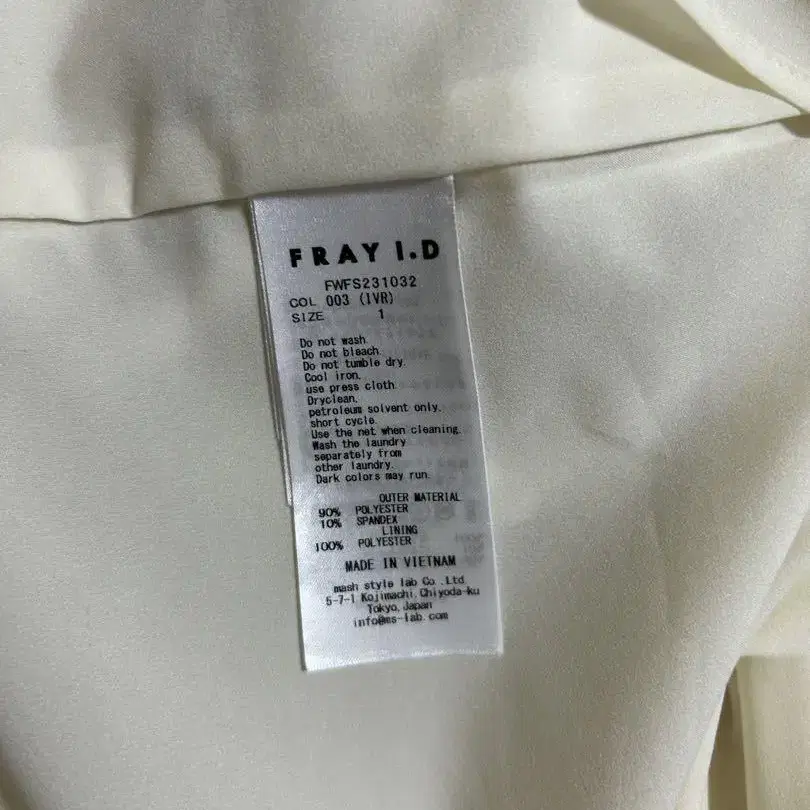 FRAY I.D
FWFS231032
COL 003 (IVR)
SIZE 1
Do not wash.
Do not bleach.
Do not tumble dry.
Cool iron.
use press cloth.
Dryclean.
petroleum solvent only.
short cycle.
Use the net when cleaning.
Wash the laundry
separately from
other laundry.
Dark colors may run.
OUTER MATERIAL
90% POLYESTER
10% SPANDEX
LINING
100% POLYESTER
MADE IN VIETNAM
mash style lab Co.,Ltd.
5-7-1 Kojimachi, Chiyoda-ku
Tokyo, Japan
info@ms-lab.com